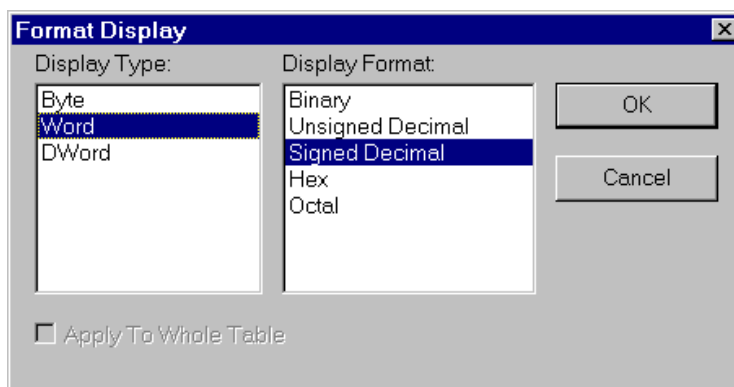 Format Display
Display Type:
Byte
Word
DWord
Display Format:
Binary
Unsigned Decimal
Signed Decimal
Hex
Octal
OK
Cancel
Apply To Whole Table